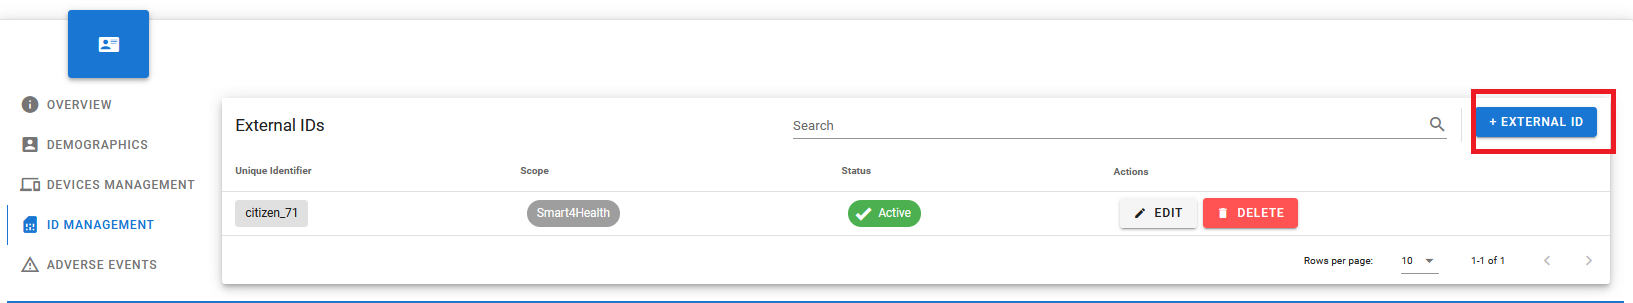 OVERVIEW
DEMOGRAPHICS
DEVICES MANAGEMENT
ID MANAGEMENT
ADVERSE EVENTS
External IDs
Search
+ EXTERNAL ID
Unique Identifier Scope Status Actions
citizen_71 Smart4Health Active EDIT DELETE
Rows per page: 10 1-1 of 1